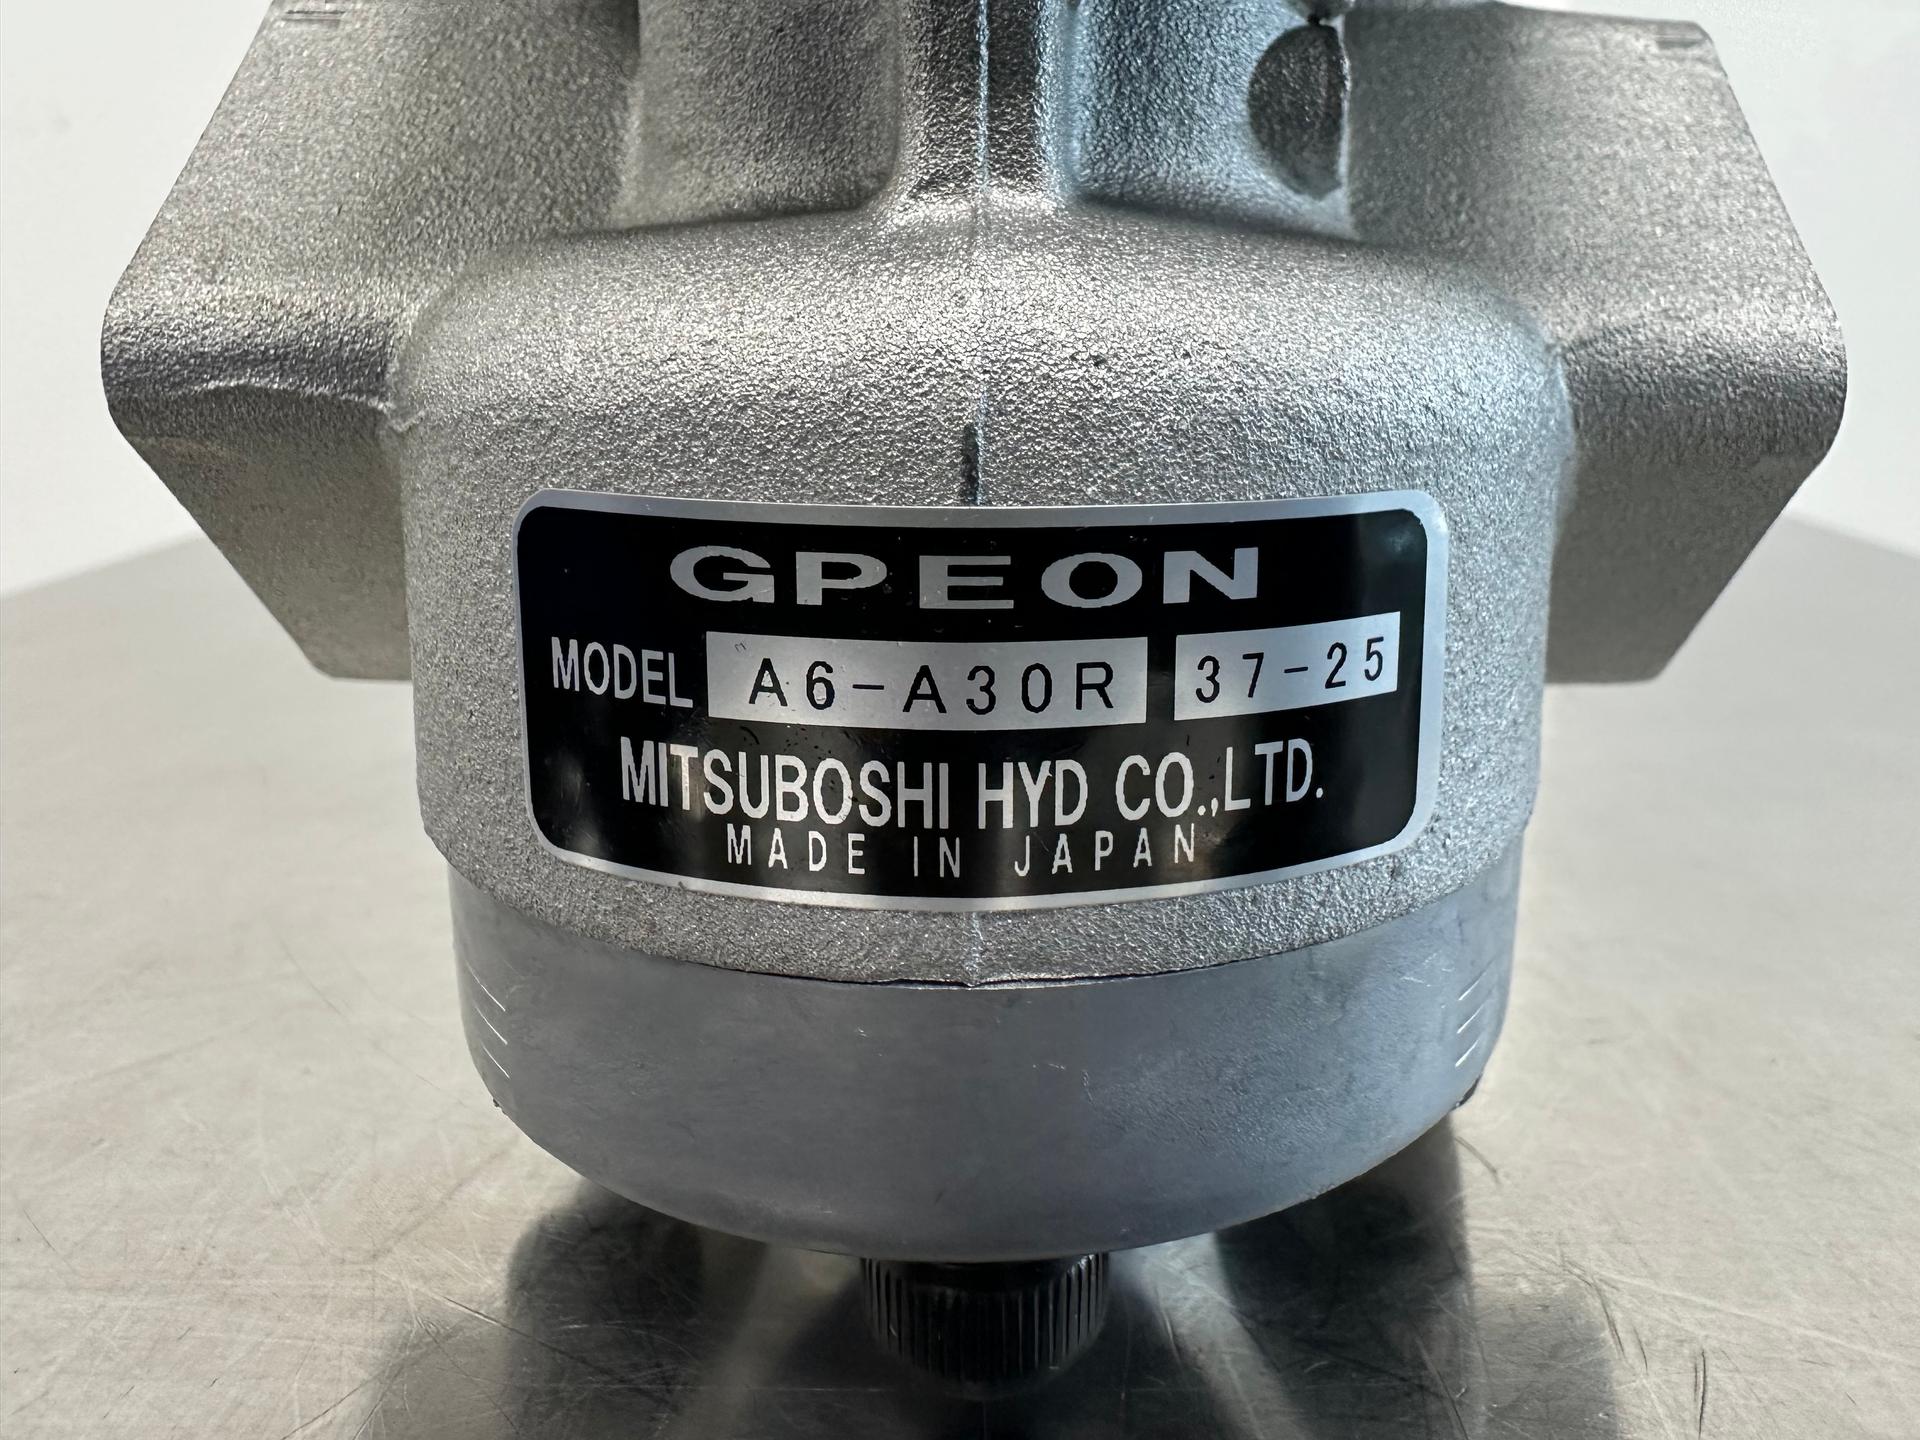 GPEON
MODEL A6-A30R 37-25
MITSUBOSHI HYD CO.,LTD.
MADE IN JAPAN